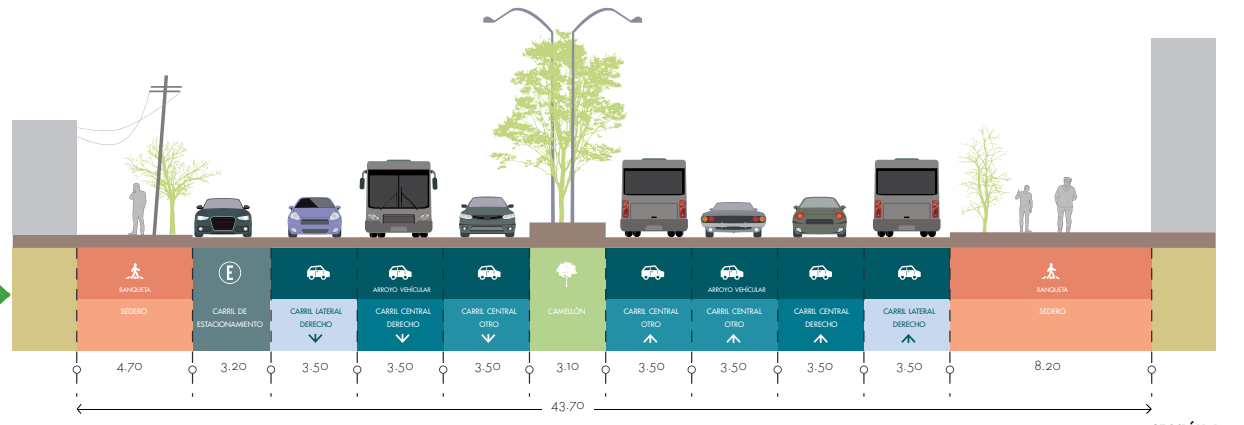 E
BANQUETA
ARROYO VEHÍCULAR
ARROYO VEHÍCULAR
BANQUETA
SEDERO
CARRIL DE
ESTACIONAMIENTO
CARRIL LATERAL
DERECHO
CARRIL CENTRAL
DERECHO
CARRIL CENTRAL
OTRO
CAMELLÓN
CARRIL CENTRAL
OTRO
CARRIL CENTRAL
OTRO
CARRIL CENTRAL
DERECHO
CARRIL LATERAL
DERECHO
SEDERO
4.70
3.20
3.50
3.50
3.50
3.10
3.50
3.50
3.50
3.50
8.20
43.70